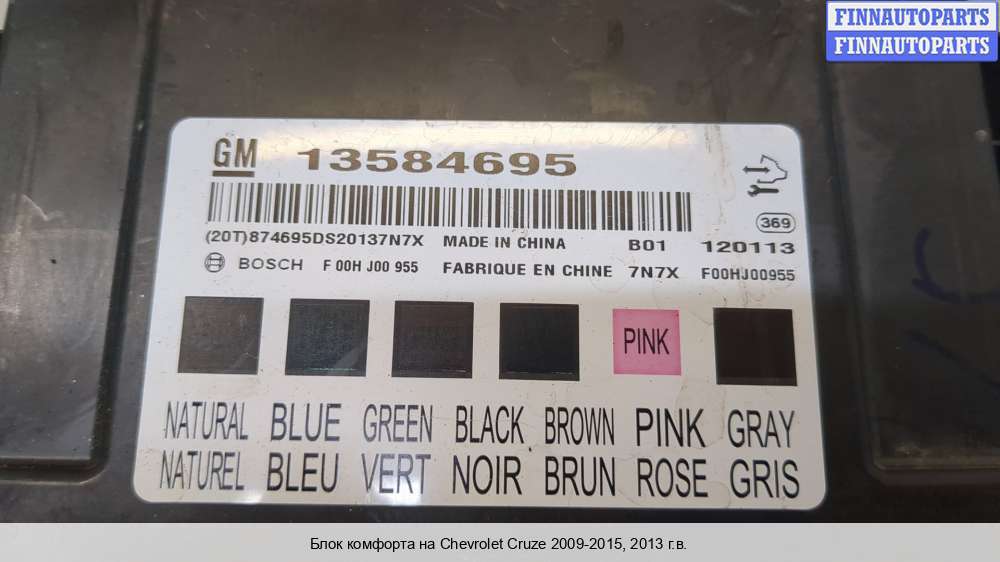 FINNAUTOPARTS
FINNAUTOPARTS
GM 13584695
369
(20T)874695DS20137N7X MADE IN CHINA B01 120113
BOSCH F 00H J00 955 FABRIQUE EN CHINE 7N7X F00HJ00955
PINK
NATURAL BLUE GREEN BLACK BROWN PINK GRAY
NATUREL BLEU VERT NOIR BRUN ROSE GRIS
Блок комфорта на Chevrolet Cruze 2009-2015, 2013 г.в.